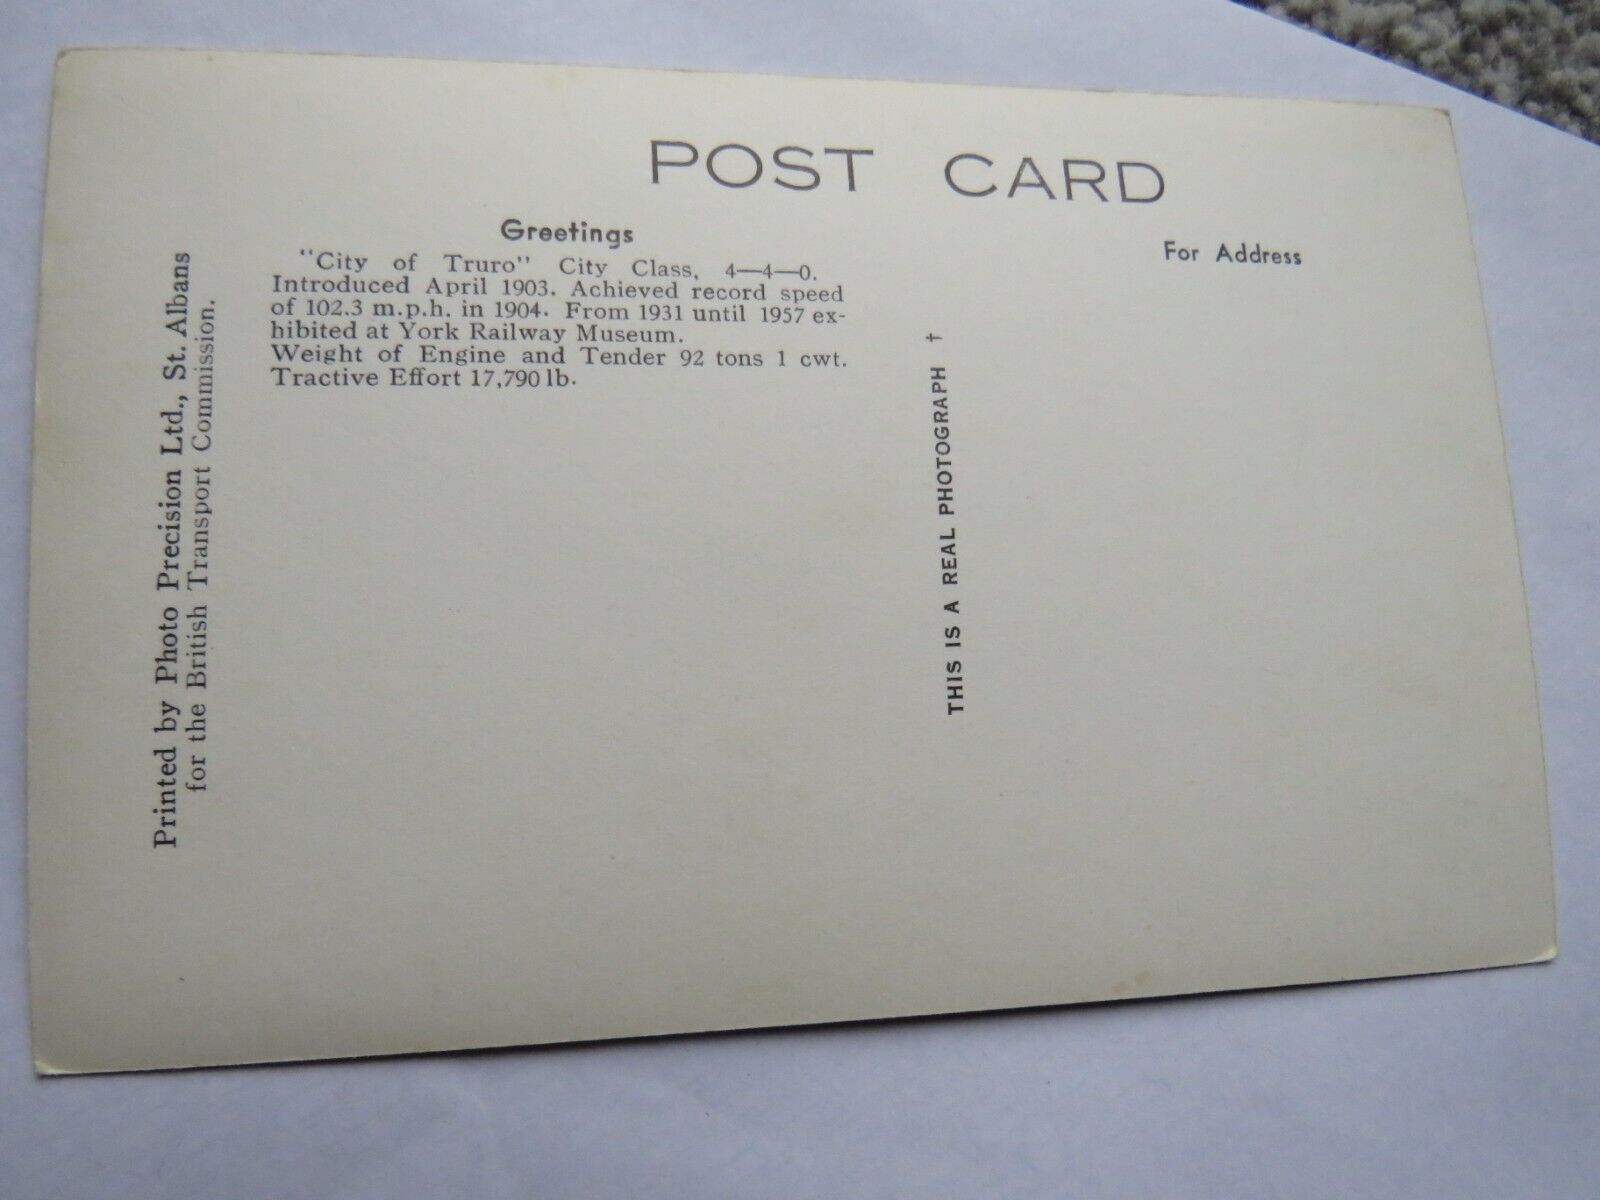 POST CARD
Greetings
"City of Truro" City Class, 4—4—0.
Introduced April 1903. Achieved record speed
of 102.3 m.p.h. in 1904. From 1931 until 1957 ex-
hibited at York Railway Museum.
Weight of Engine and Tender 92 tons 1 cwt.
Tractive Effort 17,790 lb.
For Address
Printed by Photo Precision Ltd., St. Albans
for the British Transport Commission.
THIS IS A REAL PHOTOGRAPH †